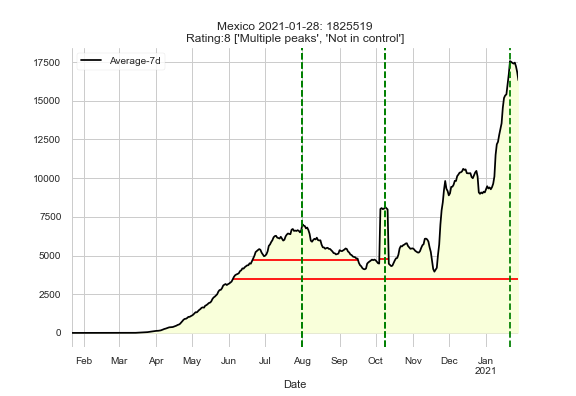 Mexico 2021-01-28: 1825519
Rating:8 ['Multiple peaks', 'Not in control']
Average-7d
17500
15000
12500
10000
7500
5000
2500
0
Feb Mar Apr May Jun Jul Aug Sep Oct Nov Dec Jan
2021
Date